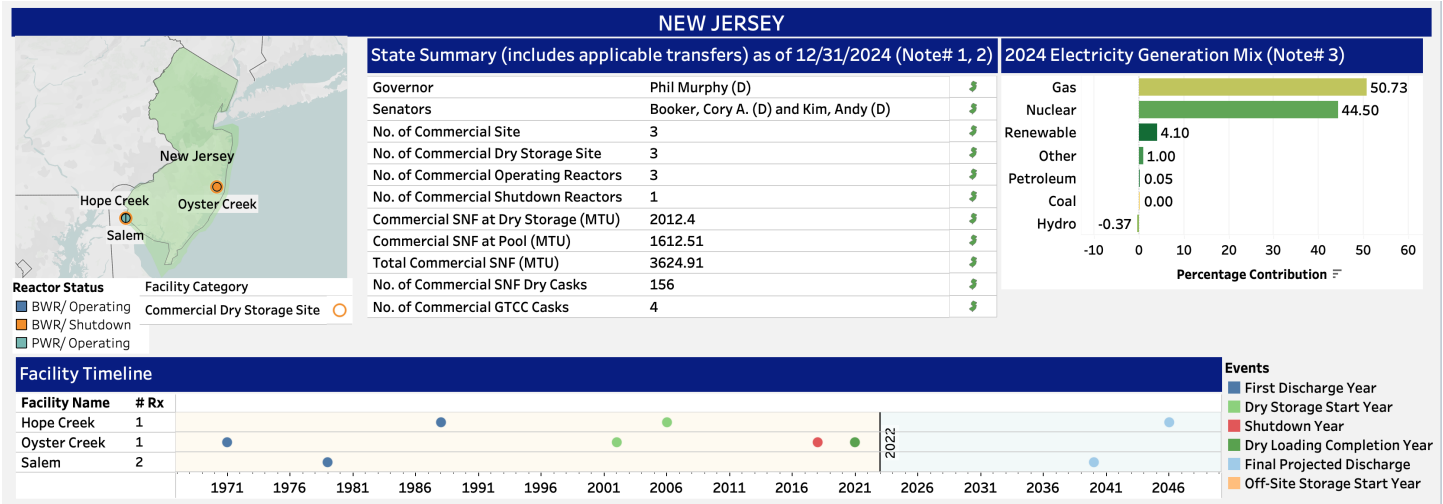 NEW JERSEY
New Jersey
Hope Creek
Oyster Creek
Salem
Reactor Status
BWR/ Operating
BWR/ Shutdown
PWR/ Operating
Facility Category
Commercial Dry Storage Site
State Summary (includes applicable transfers) as of 12/31/2024 (Note# 1, 2)
Governor Phil Murphy (D)
Senators Booker, Cory A. (D) and Kim, Andy (D)
No. of Commercial Site 3
No. of Commercial Dry Storage Site 3
No. of Commercial Operating Reactors 3
No. of Commercial Shutdown Reactors 1
Commercial SNF at Dry Storage (MTU) 2012.4
Commercial SNF at Pool (MTU) 1612.51
Total Commercial SNF (MTU) 3624.91
No. of Commercial SNF Dry Casks 156
No. of Commercial GTCC Casks 4
2024 Electricity Generation Mix (Note# 3)
Gas 50.73
Nuclear 44.50
Renewable 4.10
Other 1.00
Petroleum 0.05
Coal 0.00
Hydro -0.37
-10 0 10 20 30 40 50 60
Percentage Contribution
Facility Timeline
Facility Name # Rx
Hope Creek 1
Oyster Creek 1
Salem 2
2022
1971 1976 1981 1986 1991 1996 2001 2006 2011 2016 2021 2026 2031 2036 2041 2046
Events
First Discharge Year
Dry Storage Start Year
Shutdown Year
Dry Loading Completion Year
Final Projected Discharge
Off-Site Storage Start Year